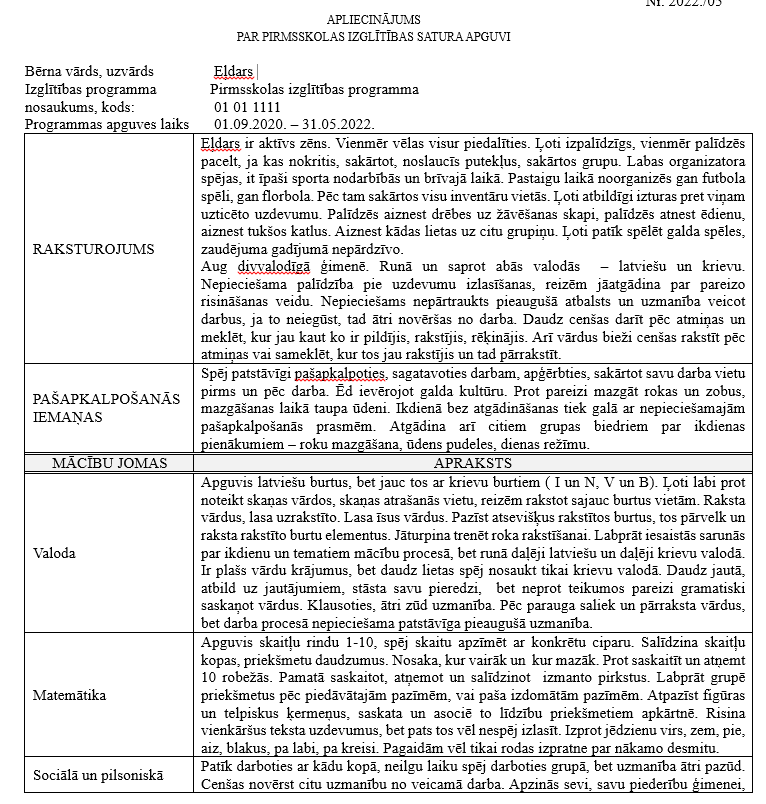 Nr. 2022./05
APLIECINĀJUMS
PAR PIRMSSKOLAS IZGLĪTĪBAS SATURA APGUVI
Bērna vārds, uzvārds Eļdars
Izglītības programma Pirmsskolas izglītības programma
nosaukums, kods: 01 01 1111
Programmas apguves laiks 01.09.2020. – 31.05.2022.
RAKSTUROJUMS
Eļdars ir aktīvs zēns. Vienmēr vēlas visur piedalīties. Ļoti izpalīdzīgs, vienmēr palīdzēs
pacelt, ja kas nokritis, sakārtot, noslaucīs putekļus, sakārtos grupu. Labas organizatora
spējas, it īpaši sporta nodarbībās un brīvajā laikā. Pastaigu laikā noorganizēs gan futbola
spēli, gan florbola. Pēc tam sakārtos visu inventāru vietās. Ļoti atbildīgi izturas pret viņam
uzticēto uzdevumu. Palīdzēs aiznest drēbes uz žāvēšanas skapi, palīdzēs atnest ēdienu,
aiznest tukšos katlus. Aiznest kādas lietas uz citu grupiņu. Ļoti patīk spēlēt galda spēles,
zaudējuma gadījumā nepārdzīvo.
Aug divvalodīgā ģimenē. Runā un saprot abās valodās – latviešu un krievu.
Nepieciešama palīdzība pie uzdevumu izlasīšanas, reizēm jāatgādina par pareizo
risināšanas veidu. Nepieciešams nepārtraukts pieaugušā atbalsts un uzmanība veicot
darbus, ja to neiegūst, tad ātri novēršas no darba. Daudz cenšas darīt pēc atmiņas un
meklēt, kur jau kaut ko ir pildījis, rakstījis, rēķinājis. Arī vārdus bieži cenšas rakstīt pēc
atmiņas vai sameklēt, kur tos jau rakstījis un tad pārrakstīt.
PAŠAPKALPOŠANĀS
IEMAŅAS
Spēj patstāvīgi pašapkalpoties, sagatavoties darbam, apģērbties, sakārtot savu darba vietu
pirms un pēc darba. Ēd ievērojot galda kultūru. Prot pareizi mazgāt rokas un zobus,
mazgāšanas laikā taupa ūdeni. Ikdienā bez atgādināšanas tiek galā ar nepieciešamajām
pašapkalpošanās prasmēm. Atgādina arī citiem grupas biedriem par ikdienas
pienākumiem – roku mazgāšana, ūdens pudeles, dienas režīmu.
MĀCĪBU JOMAS APRAKSTS
Valoda
Apguvis latviešu burtus, bet jauc tos ar krievu burtiem ( I un N, V un B). Ļoti labi prot
noteikt skaņas vārdos, skaņas atrašanās vietu, reizēm rakstot sajauc burtus vietām. Raksta
vārdus, lasa uzrakstīto. Lasa īsus vārdus. Pazīst atsevišķus rakstītos burtus, tos pārvelk un
raksta rakstīto burtu elementus. Jāturpina trenēt roka rakstīšanai. Labprāt iesaistās sarunās
par ikdienu un tematiem mācību procesā, bet runā daļēji latviešu un daļēji krievu valodā.
Ir plašs vārdu krājumus, bet daudz lietas spēj nosaukt tikai krievu valodā. Daudz jautā,
atbild uz jautājumiem, stāsta savu pieredzi, bet neprot teikumos pareizi gramatiski
saskaņot vārdus. Klausoties, ātri zūd uzmanība. Pēc parauga saliek un pārraksta vārdus,
bet darba procesā nepieciešama patstāvīga pieaugušā uzmanība.
Matemātika
Apguvis skaitļu rindu 1-10, spēj skaitu apzīmēt ar konkrētu ciparu. Salīdzina skaitļu
kopas, priekšmetu daudzumus. Nosaka, kur vairāk un kur mazāk. Prot saskaitīt un atņemt
10 robežās. Pamatā saskaitot, atņemot un salīdzinot izmanto pirkstus. Labprāt grupē
priekšmetus pēc piedāvātajām pazīmēm, vai paša izdomātām pazīmēm. Atpazīst figūras
un telpiskus ķermeņus, saskata un asociē to līdzību priekšmetiem apkārtnē. Risina
vienkāršus teksta uzdevumus, bet pats tos vēl nespēj izlasīt. Izprot jēdzienu virs, zem, pie,
aiz, blakus, pa labi, pa kreisi. Pagaidām vēl tikai rodas izpratne par nākamo desmitu.
Sociālā un pilsoniskā
Patīk darboties ar kādu kopā, neilgu laiku spēj darboties grupā, bet uzmanība ātri pazūd.
Cenšas novērst citu uzmanību no veicamā darba. Apzinās sevi, savu piederību ģimenei,